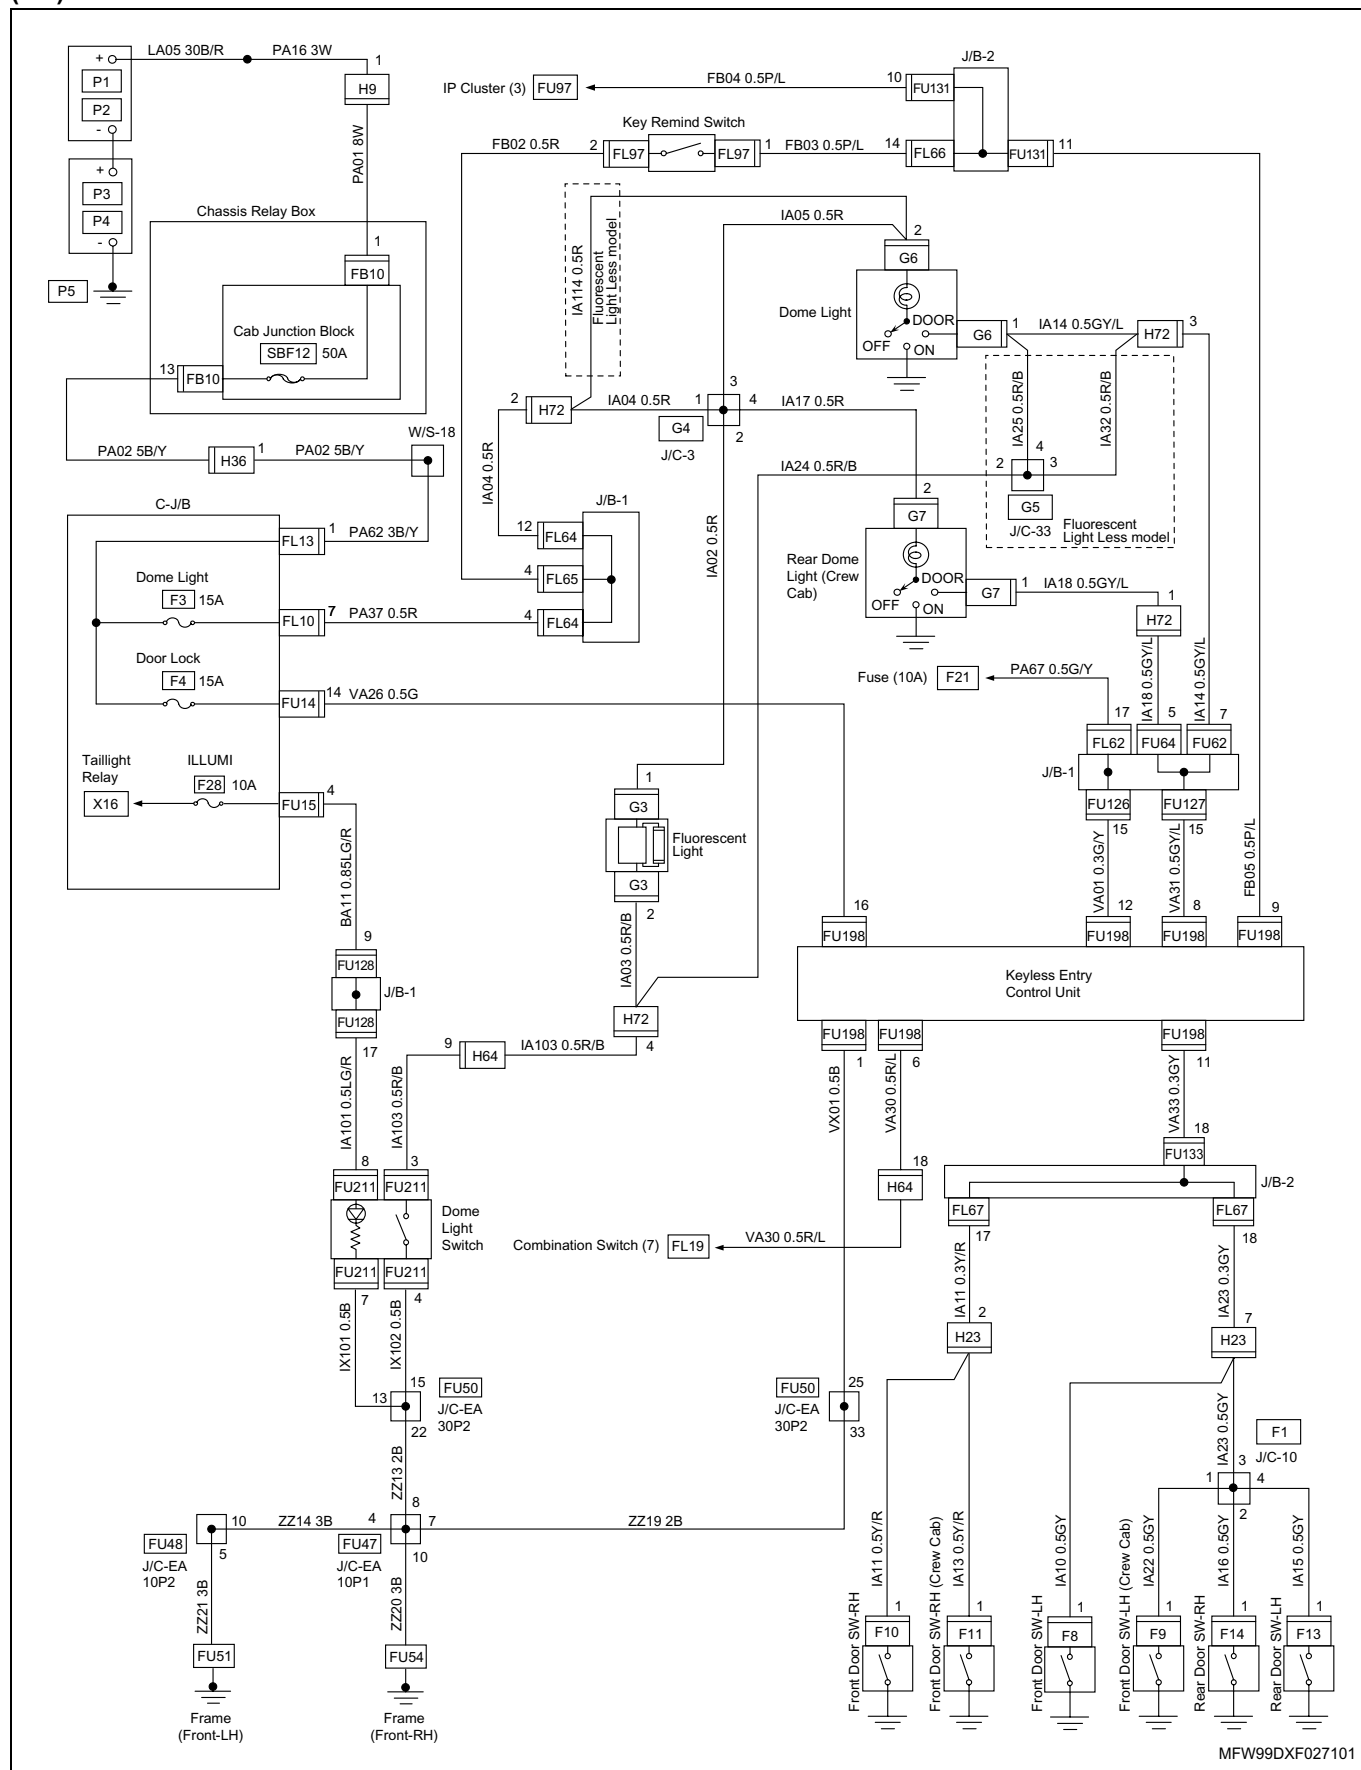 LA05 30B/R
PA16 3W
1
+
P1
P2
-
H9
PA01 8W
+
P3
P4
-
P5
Chassis Relay Box
1
FB10
Cab Junction Block
SBF12 50A
13
FB10
PA02 5B/Y
H36
1
PA02 5B/Y
W/S-18
J/B-2
IP Cluster (3)
FU97
FB04 0.5P/L
10
FU131
Key Remind Switch
FB02 0.5R
2
FL97
FL97
1
FB03 0.5P/L
14
FL66
FU131
11
IA114 0.5R
Fluorescent
Light Less model
IA05 0.5R
2
G6
Dome Light
DOOR
OFF
ON
G6
1
IA14 0.5GY/L
H72
3
IA25 0.5R/B
IA32 0.5R/B
2
H72
IA04 0.5R
1
3
4
2
G4
J/C-3
IA17 0.5R
IA24 0.5R/B
2
4
3
G5
J/C-33
Fluorescent
Light Less model
IA04 0.5R
IA02 0.5R
2
G7
Rear Dome
Light (Crew
Cab)
DOOR
OFF
ON
G7
1
IA18 0.5GY/L
1
H72
C-J/B
FL13
1
PA62 3B/Y
Dome Light
F3 15A
FL10
7
PA37 0.5R
J/B-1
12
FL64
4
FL65
4
FL64
Door Lock
F4 15A
FU14
14
VA26 0.5G
Taillight
Relay
X16
ILLUMI
F28 10A
FU15
4
Fuse (10A)
F21
PA67 0.5G/Y
IA18 0.5GY/L
IA14 0.5GY/L
17
5
7
FL62
FU64
FU62
J/B-1
FU126
FU127
15
15
VA01 0.3G/Y
VA31 0.5GY/L
FB05 0.5P/L
1
G3
Fluorescent
Light
G3
2
IA03 0.5R/B
BA11 0.85LG/R
9
FU128
J/B-1
FU128
17
16
FU198
12
FU198
8
FU198
9
FU198
Keyless Entry
Control Unit
FU198
1
FU198
6
FU198
11
H72
4
9
H64
IA103 0.5R/B
IA101 0.5LG/R
IA103 0.5R/B
VX01 0.5B
VA30 0.5R/L
VA33 0.3GY
8
3
FU211
FU211
Dome
Light
Switch
FU211
FU211
7
4
18
H64
Combination Switch (7)
FL19
VA30 0.5R/L
18
FU133
J/B-2
FL67
FL67
17
18
IA11 0.3Y/R
IA23 0.3GY
2
H23
7
H23
IX101 0.5B
IX102 0.5B
15
13
22
FU50
J/C-EA
30P2
FU50
J/C-EA
30P2
25
33
IA23 0.5GY
F1
J/C-10
1
3
4
2
ZZ13 2B
10
ZZ14 3B
4
8
7
10
ZZ19 2B
5
FU48
J/C-EA
10P2
FU47
J/C-EA
10P1
ZZ21 3B
ZZ20 3B
FU51
FU54
Frame
(Front-LH)
Frame
(Front-RH)
IA11 0.5Y/R
IA13 0.5Y/R
IA10 0.5GY
IA22 0.5GY
IA16 0.5GY
IA15 0.5GY
Front Door SW-RH
1
F10
Front Door SW-RH (Crew Cab)
1
F11
Front Door SW-LH
1
F8
Front Door SW-LH (Crew Cab)
1
F9
Rear Door SW-RH
1
F14
Rear Door SW-LH
1
F13
MFW99DXF027101